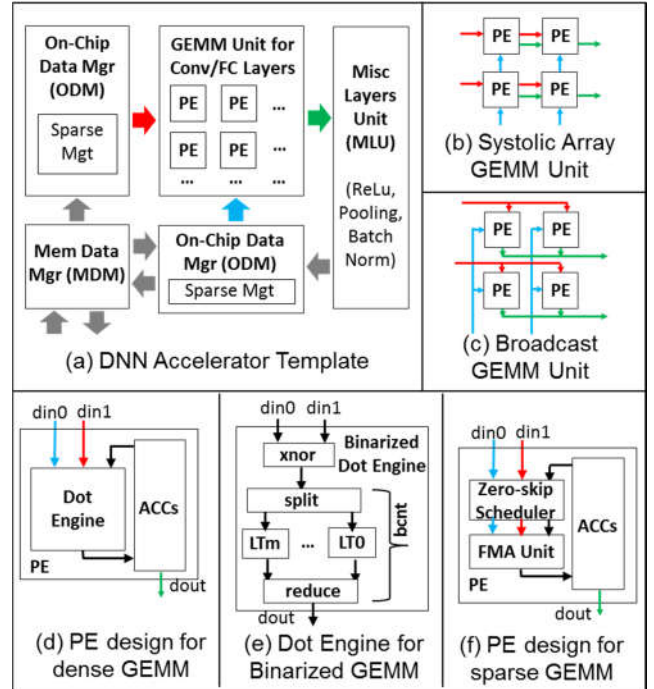 On-Chip
Data Mgr
(ODM)
Sparse
Mgt
GEMM Unit for
Conv/FC Layers
PE PE ...
PE PE ...
... ...
Misc
Layers
Unit
(MLU)
(ReLu,
Pooling,
Batch
Norm)
Mem Data
Mgr (MDM)
On-Chip Data
Mgr (ODM)
Sparse Mgt
(a) DNN Accelerator Template
PE PE
PE PE
(b) Systolic Array
GEMM Unit
PE PE
PE PE
(c) Broadcast
GEMM Unit
din0 din1
Dot
Engine
ACCs
PE
dout
(d) PE design for
dense GEMM
din0 din1
Binarized
Dot Engine
xnor
split
LTm ... LT0
bcnt
reduce
dout
(e) Dot Engine for
Binarized GEMM
din0 din1
Zero-skip
Scheduler
FMA Unit
ACCs
PE
dout
(f) PE design for
sparse GEMM